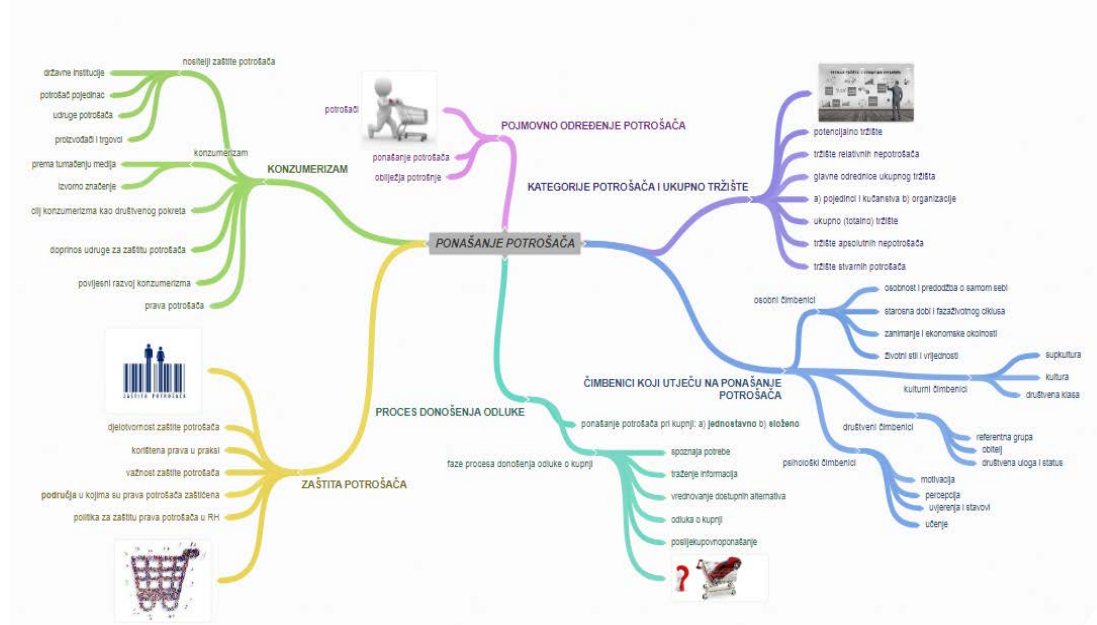 PONAŠANJE POTROŠAČA
KONZUMERIZAM
nositelji zaštite potrošača
državne institucije
potrošač pojedinac
udruge potrošača
proizvođači i trgovci
konzumerizam
prema tumačenju medija
izvorno značenje
cilj konzumerizma kao društvenog pokreta
doprinos udruge za zaštitu potrošača
povijesni razvoj konzumerizma
prava potrošača
POJMOVNO ODREĐENJE POTROŠAČA
potrošači
ponašanje potrošača
obilježja potrošnje
KATEGORIJE POTROŠAČA I UKUPNO TRŽIŠTE
potencijalno tržište
tržište relativnih nepotrošača
glavne odrednice ukupnog tržišta
a) pojedinci i kućanstva b) organizacije
ukupno (totalno) tržište
tržište apsolutnih nepotrošača
tržište stvarnih potrošača
ČIMBENICI KOJI UTJEČU NA PONAŠANJE
POTROŠAČA
osobni čimbenici
osobnost i predodžba o samom sebi
starosna dobi i fazaživotnog ciklusa
zanimanje i ekonomske okolnosti
životni stil i vrijednosti
kulturni čimbenici
supkultura
kultura
društvena klasa
društveni čimbenici
referentna grupa
obitelj
društvena uloga i status
psihološki čimbenici
motivacija
percepcija
uvjerenja i stavovi
učenje
PROCES DONOŠENJA ODLUKE
ponašanje potrošača pri kupnji: a) jednostavno b) složeno
faze procesa donošenja odluke o kupnji
spoznaja potrebe
traženje informacija
vrednovanje dostupnih alternativa
odluka o kupnji
poslijekupovnoponašanje
?
ZAŠTITA POTROŠAČA
ZAŠTITA POTROŠAČA
djelotvornost zaštite potrošača
korištena prava u praksi
važnost zaštite potrošača
područja u kojima su prava potrošača zaštićena
politika za zaštitu prava potrošača u RH